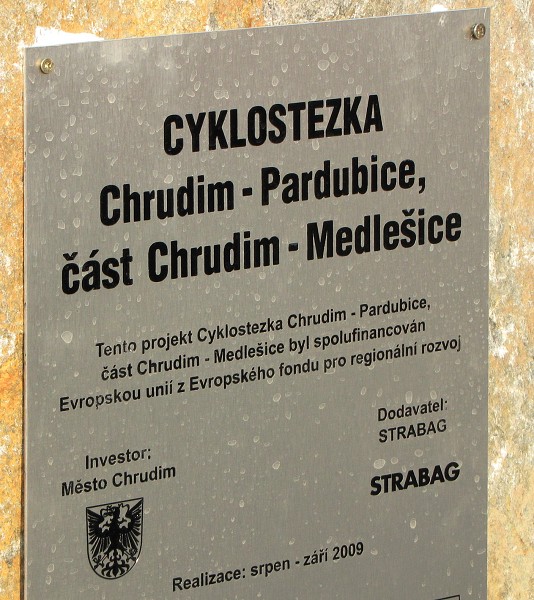 CYKLOSTEZKA
Chrudim - Pardubice,
část Chrudim - Medlešice
Tento projekt Cyklostezka Chrudim - Pardubice,
část Chrudim - Medlešice byl spolufinancován
Evropskou unií z Evropského fondu pro regionální rozvoj
Dodavatel:
STRABAG
Investor:
Město Chrudim
STRABAG
Realizace: srpen - září 2009